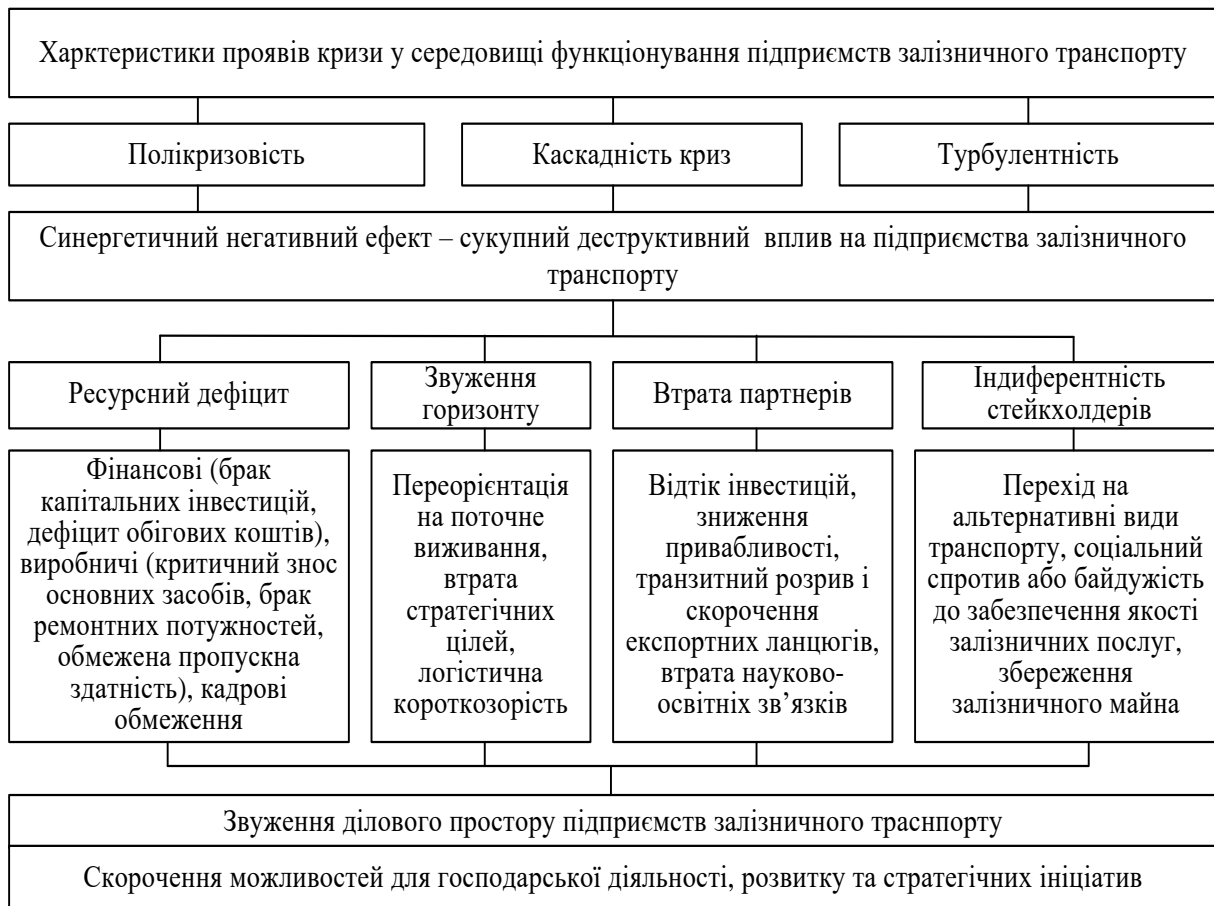 Харктеристики проявів кризи у середовищі функціонування підприємств залізничного транспорту
Полікризовість
Каскадність криз
Турбулентність
Синергетичний негативний ефект – сукупний деструктивний вплив на підприємства залізничного
транспорту
Ресурсний дефіцит
Звуження
горизонту
Втрата партнерів
Індиферентність
стейкхолдерів
Фінансові (брак
капітальних інвестицій,
дефіцит обігових коштів),
виробничі (критичний знос
основних засобів, брак
ремонтних потужностей,
обмежена пропускна
здатність), кадрові
обмеження
Переорієнтація
на поточне
виживання,
втрата
стратегічних
цілей,
логістична
короткозорість
Відтік інвестицій,
зниження
привабливості,
транзитний розрив і
скорочення
експортних ланцюгів,
втрата науково-
освітніх зв’язків
Перехід на
альтернативні види
транспорту, соціальний
спротив або байдужість
до забезпечення якості
залізничних послуг,
збереження
залізничного майна
Звуження ділового простору підприємств залізничного траснпорту
Скорочення можливостей для господарської діяльності, розвитку та стратегічних ініціатив